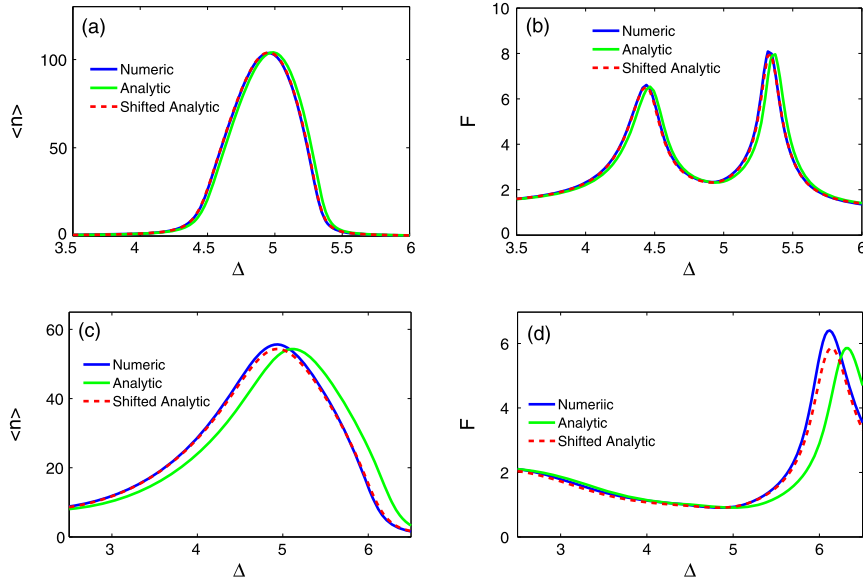 (a)
100
50
0
<n>
Numeric
Analytic
Shifted Analytic
3.5 4 4.5 5 5.5 6
Δ
(b)
10
8
6
4
2
0
F
Numeric
Analytic
Shifted Analytic
3.5 4 4.5 5 5.5 6
Δ
(c)
60
40
20
0
<n>
Numeric
Analytic
Shifted Analytic
3 4 5 6
Δ
(d)
6
4
2
0
F
Numeriic
Analytic
Shifted Analytic
3 4 5 6
Δ